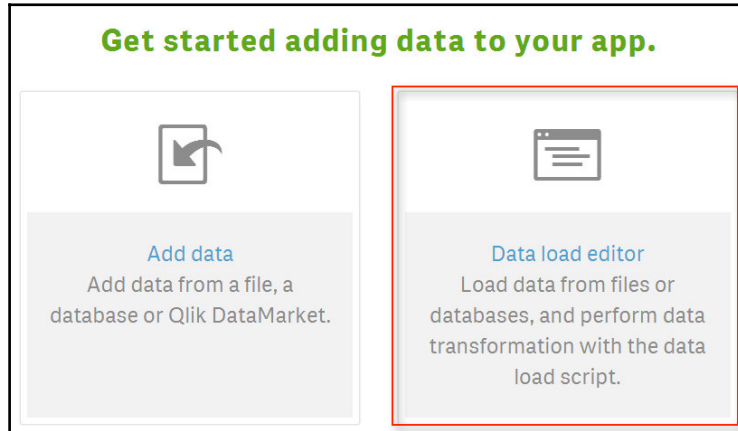 Get started adding data to your app.
Add data
Add data from a file, a
database or Qlik DataMarket.
Data load editor
Load data from files or
databases, and perform data
transformation with the data
load script.